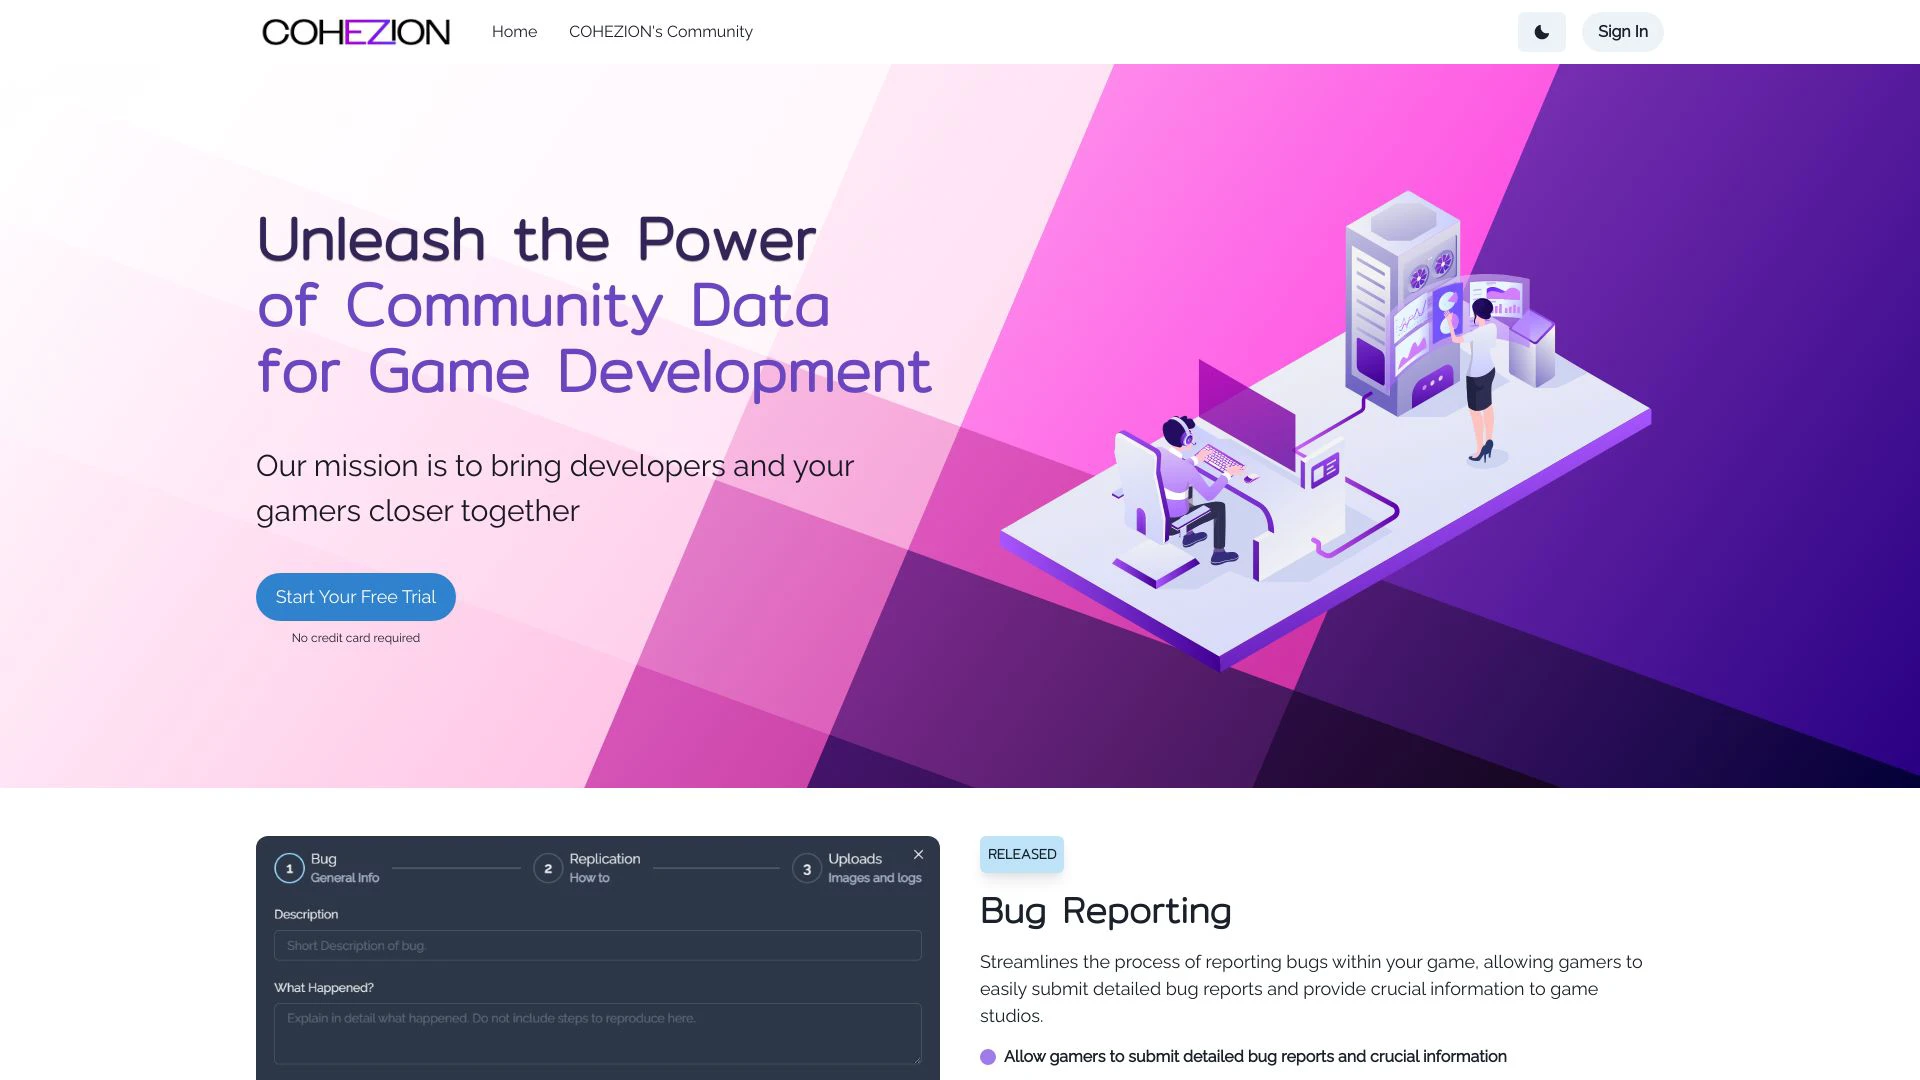 COHEZION
Home
COHEZION's Community
Sign In
Unleash the Power
of Community Data
for Game Development
Our mission is to bring developers and your
gamers closer together
Start Your Free Trial
No credit card required
1
Bug
General Info
2
Replication
How to
3
Uploads
Images and logs
Description
Short Description of bug.
What Happened?
Explain in detail what happened. Do not include steps to reproduce here.
RELEASED
Bug Reporting
Streamlines the process of reporting bugs within your game, allowing gamers to
easily submit detailed bug reports and provide crucial information to game
studios.
Allow gamers to submit detailed bug reports and crucial information